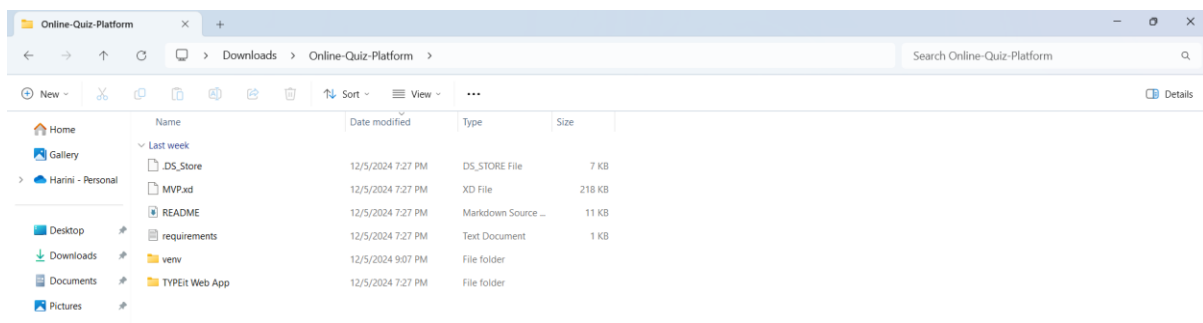 Online-Quiz-Platform
Downloads > Online-Quiz-Platform >
Search Online-Quiz-Platform
New
Sort
View
Details
Home
Gallery
Harini - Personal
Desktop
Downloads
Documents
Pictures
Name Date modified Type Size
Last week
.DS_Store 12/5/2024 7:27 PM DS_STORE File 7 KB
MVP.xd 12/5/2024 7:27 PM XD File 218 KB
README 12/5/2024 7:27 PM Markdown Source ... 11 KB
requirements 12/5/2024 7:27 PM Text Document 1 KB
venv 12/5/2024 9:07 PM File folder
TYPEit Web App 12/5/2024 7:27 PM File folder